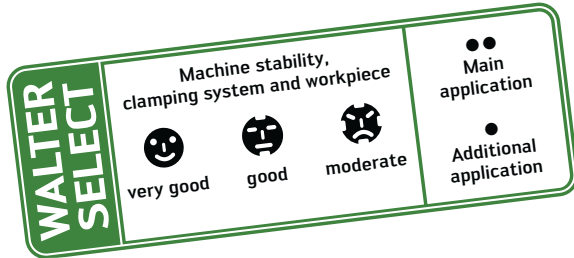 WALTER
SELECT
Machine stability,
clamping system and workpiece
very good
good
moderate
Main
application
Additional
application